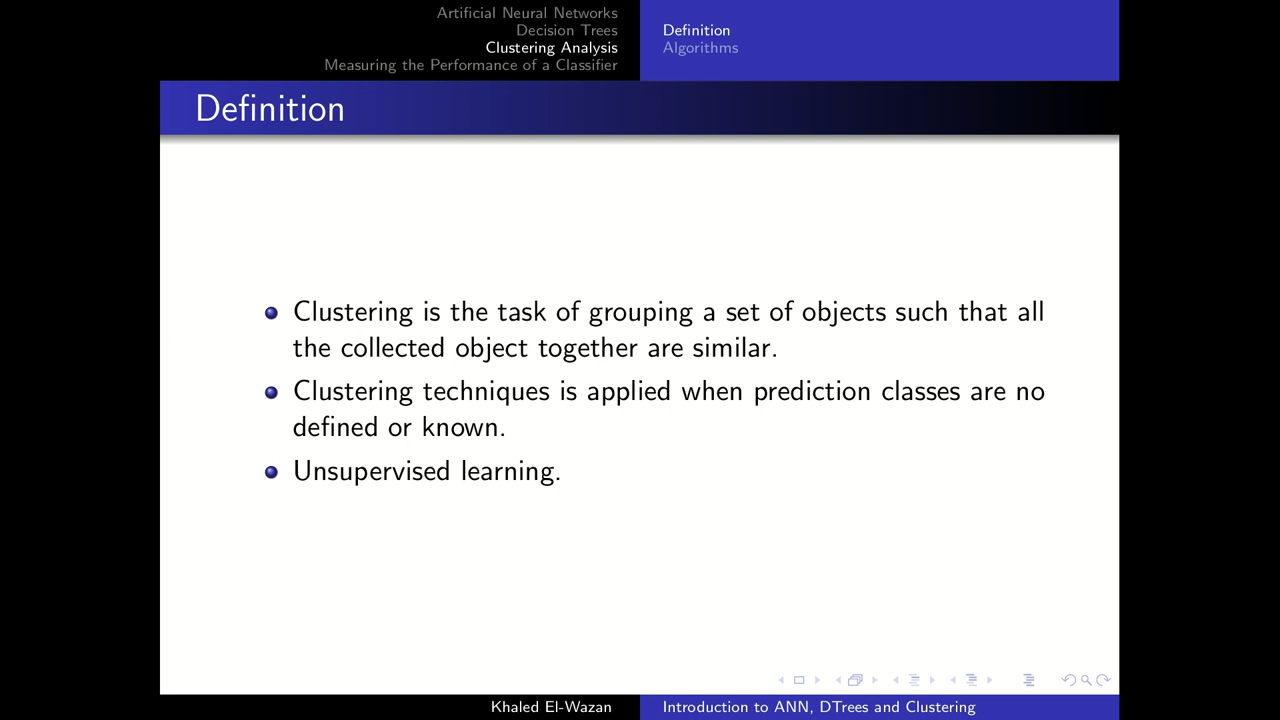 Artificial Neural Networks
Decision Trees
Clustering Analysis
Measuring the Performance of a Classifier
Definition
Algorithms
Definition
Clustering is the task of grouping a set of objects such that all
the collected object together are similar.
Clustering techniques is applied when prediction classes are no
defined or known.
Unsupervised learning.
Khaled El-Wazan
Introduction to ANN, DTrees and Clustering